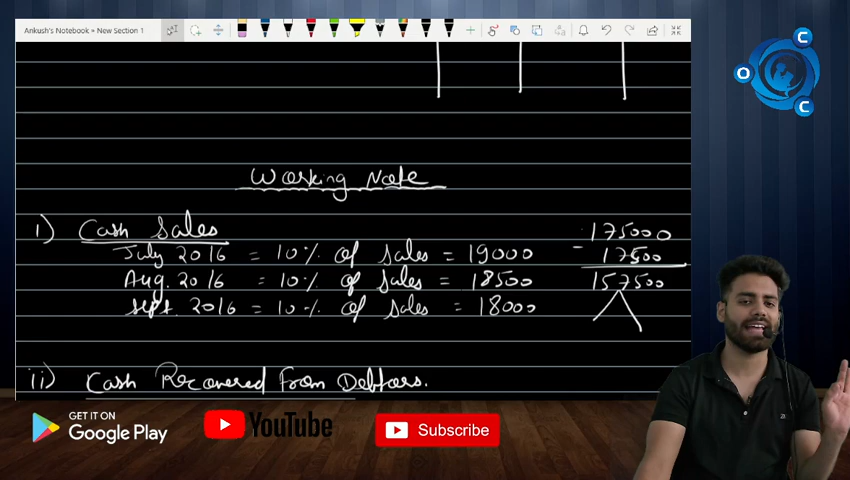 Ankush's Notebook » New Section 1
C
O
C
Working Note
i) Cash Sales
July 2016 = 10% of sales = 19000
Aug. 2016 = 10% of sales = 18500
Sept. 2016 = 10% of sales = 18000
175000
- 17500
157500
ii) Cash Recovered From Debtors.
GET IT ON
Google Play
YouTube
Subscribe